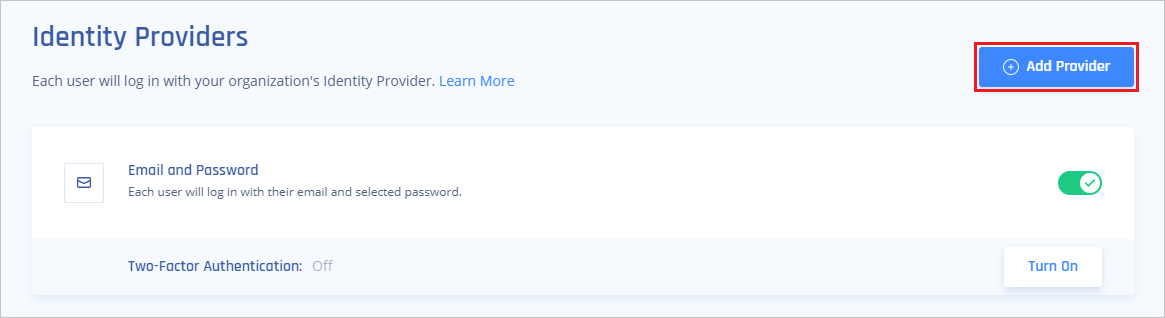 Identity Providers
Each user will log in with your organization's Identity Provider. Learn More
Add Provider
Email and Password
Each user will log in with their email and selected password.
Two-Factor Authentication: Off
Turn On